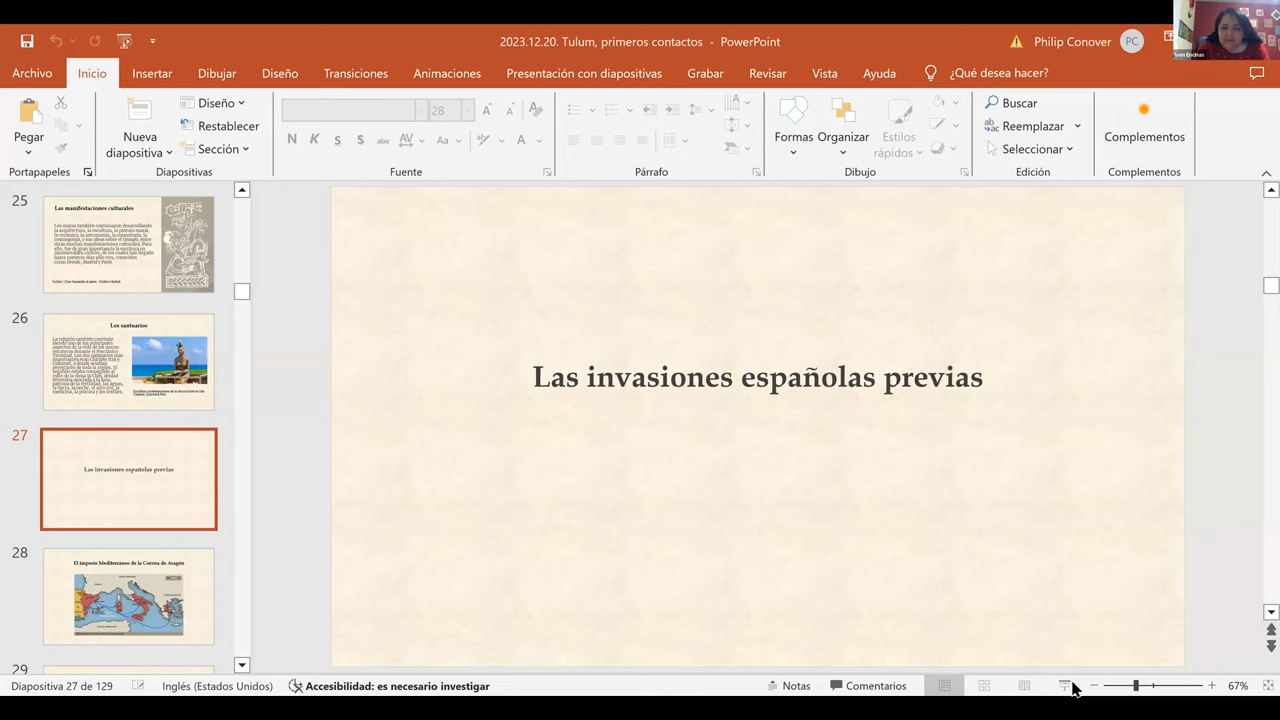 2023.12.20. Tulum, primeros contactos - PowerPoint
Philip Conover
PC
Archivo
Inicio
Insertar
Dibujar
Diseño
Transiciones
Animaciones
Presentación con diapositivas
Grabar
Revisar
Vista
Ayuda
¿Qué desea hacer?
Pegar
Portapapeles
Nueva
diapositiva
Diseño
Restablecer
Sección
Diapositivas
28
N K S S abc AV Aa A
Fuente
Párrafo
Formas
Organizar
Estilos
rápidos
Dibujo
Buscar
Reemplazar
Seleccionar
Edición
Complementos
Complementos
25
Las manifestaciones culturales
26
Los santuarios
27
Las invasiones españolas previas
28
El imperio Mediterráneo de la Corona de Aragón
29
Las invasiones españolas previas
Diapositiva 27 de 129
Inglés (Estados Unidos)
Accesibilidad: es necesario investigar
Notas
Comentarios
67%